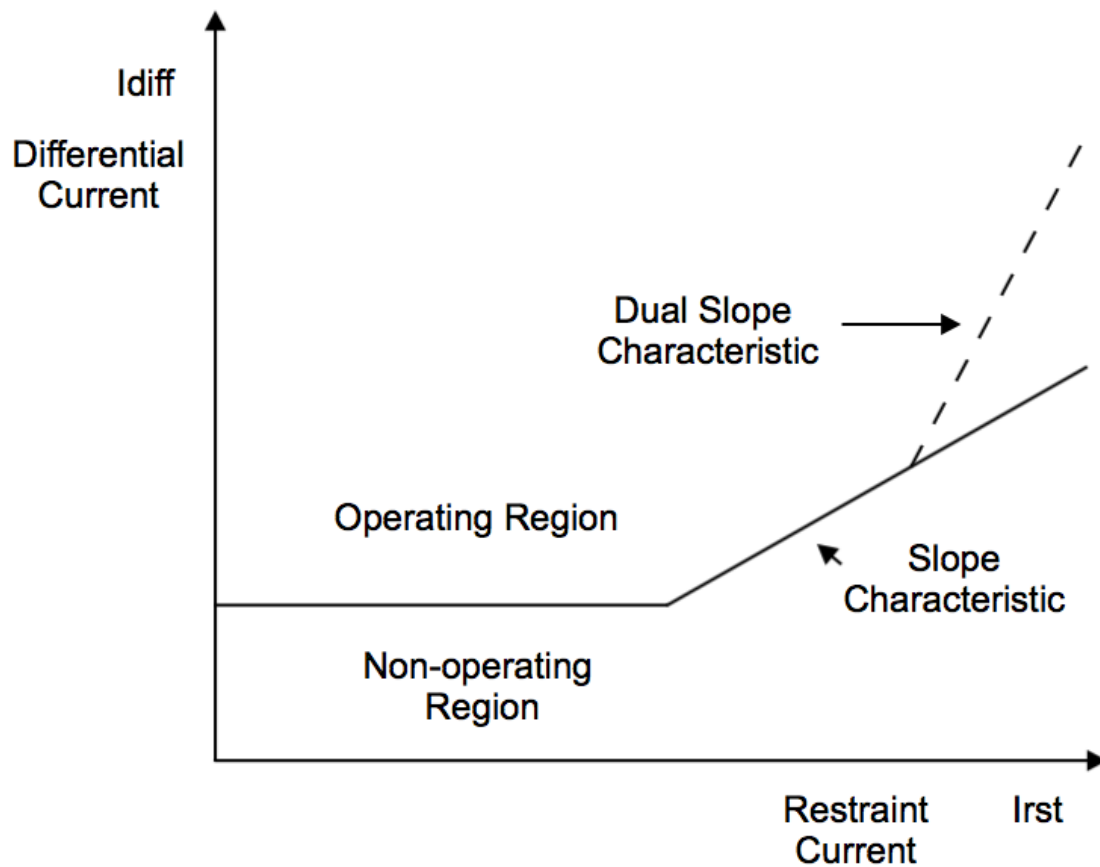 Idiff
Differential
Current
Dual Slope
Characteristic
Operating Region
Slope
Characteristic
Non-operating
Region
Restraint
Current
Irst